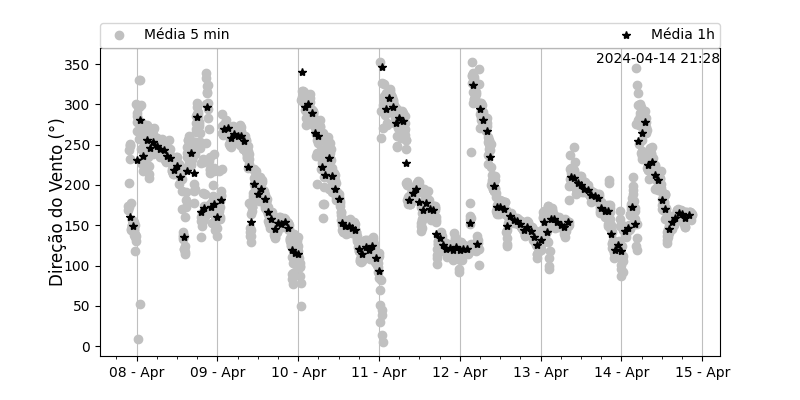 Média 5 min
Média 1h
2024-04-14 21:28
Direção do Vento (°)
350
300
250
200
150
100
50
0
08 - Apr
09 - Apr
10 - Apr
11 - Apr
12 - Apr
13 - Apr
14 - Apr
15 - Apr